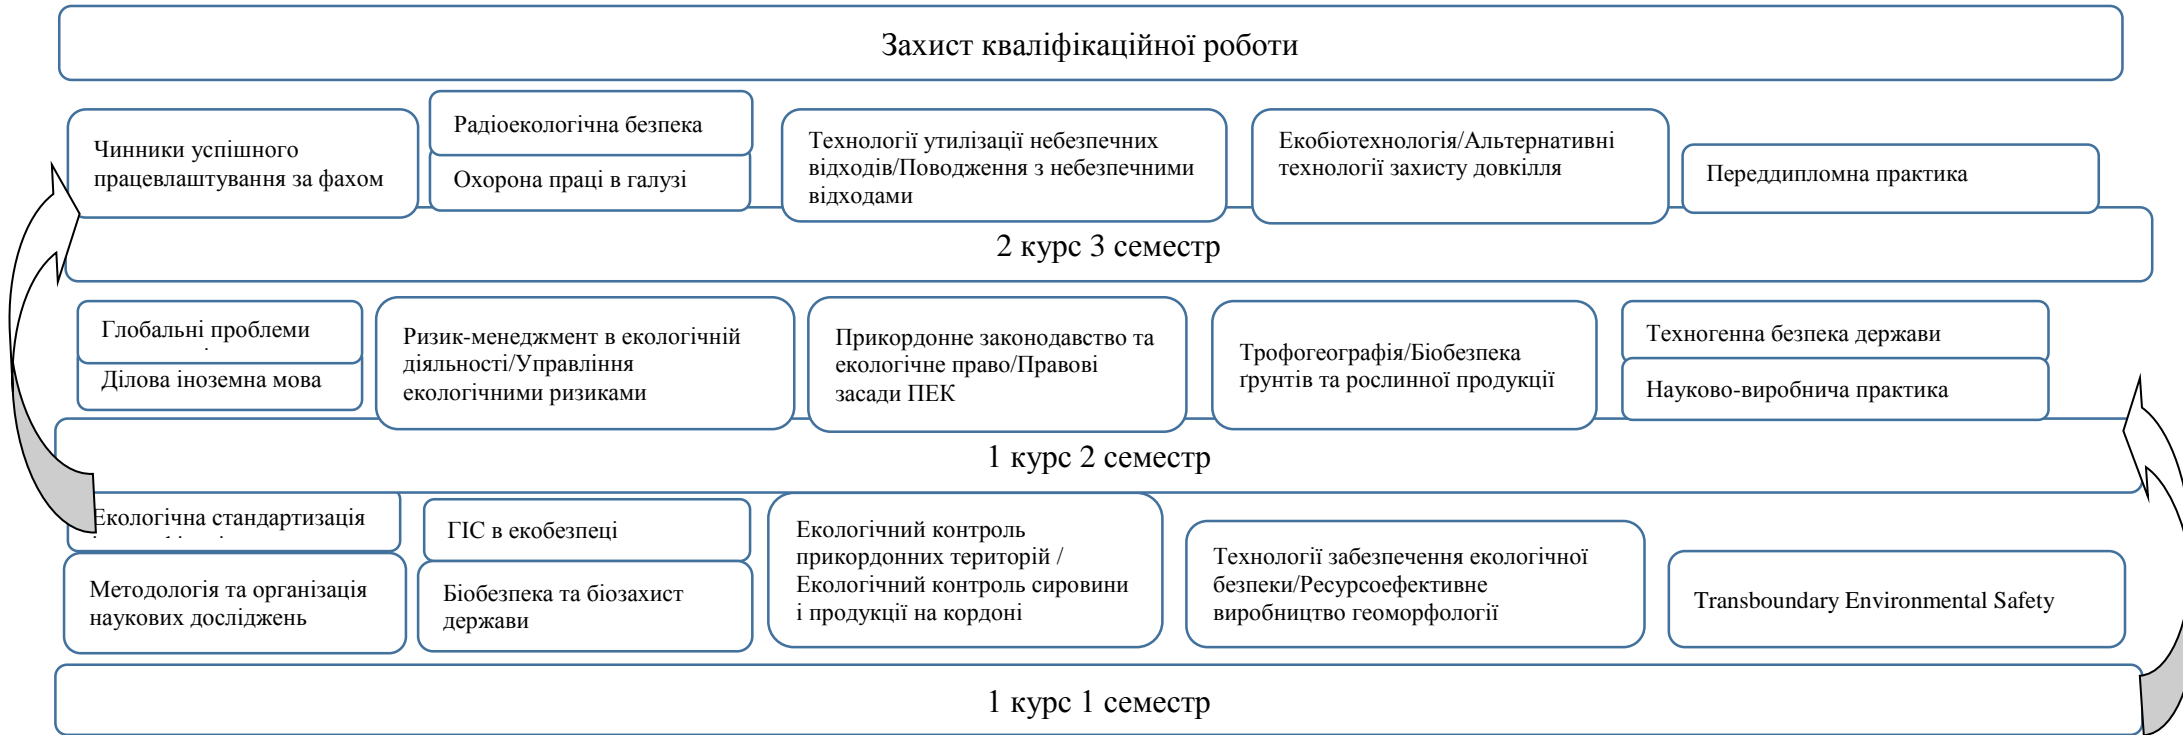 Захист кваліфікаційної роботи
Чинники успішного
працевлаштування за фахом
Радіоекологічна безпека
Охорона праці в галузі
Технології утилізації небезпечних
відходів/Поводження з небезпечними
відходами
Екобіотехнологія/Альтернативні
технології захисту довкілля
Переддипломна практика
2 курс 3 семестр
Глобальні проблеми
Ділова іноземна мова
Ризик-менеджмент в екологічній
діяльності/Управління
екологічними ризиками
Прикордонне законодавство та
екологічне право/Правові
засади ПЕК
Трофогеографія/Біобезпека
ґрунтів та рослинної продукції
Техногенна безпека держави
Науково-виробнича практика
1 курс 2 семестр
Екологічна стандартизація
Методологія та організація
наукових досліджень
ГІС в екобезпеці
Біобезпека та біозахист
держави
Екологічний контроль
прикордонних територій /
Екологічний контроль сировини
і продукції на кордоні
Технології забезпечення екологічної
безпеки/Ресурсоефективне
виробництво геоморфології
Transboundary Environmental Safety
1 курс 1 семестр